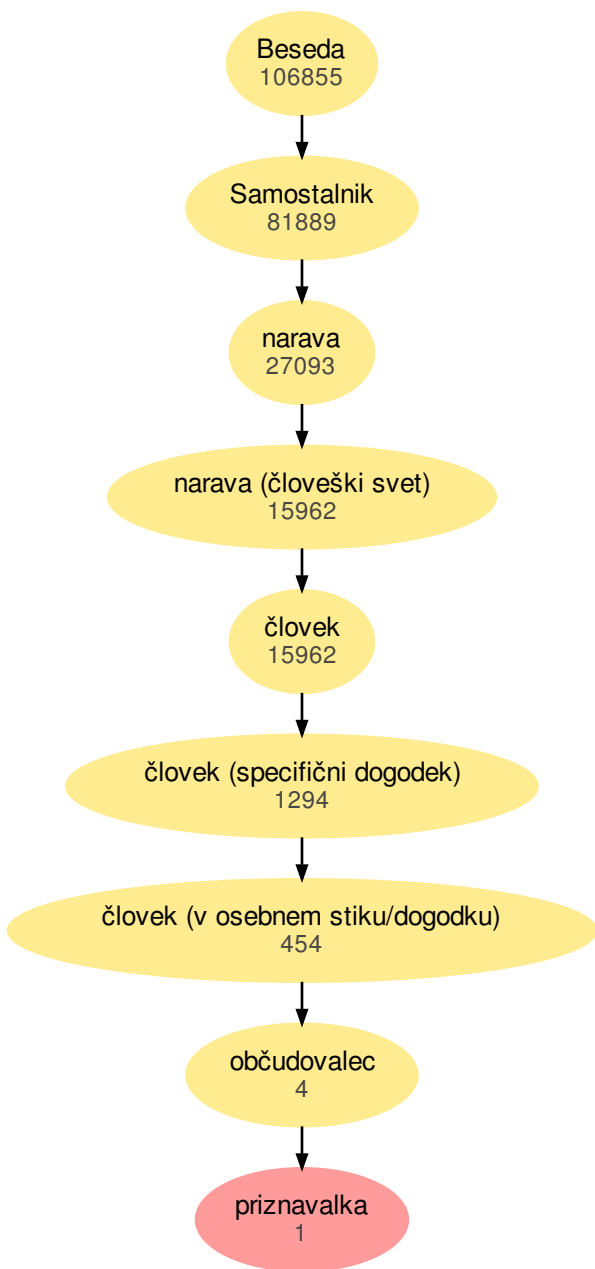 Beseda
106855
Samostalnik
81889
narava
27093
narava (človeški svet)
15962
človek
15962
človek (specifični dogodek)
1294
človek (v osebnem stiku/dogodku)
454
občudovalec
4
priznavalka
1